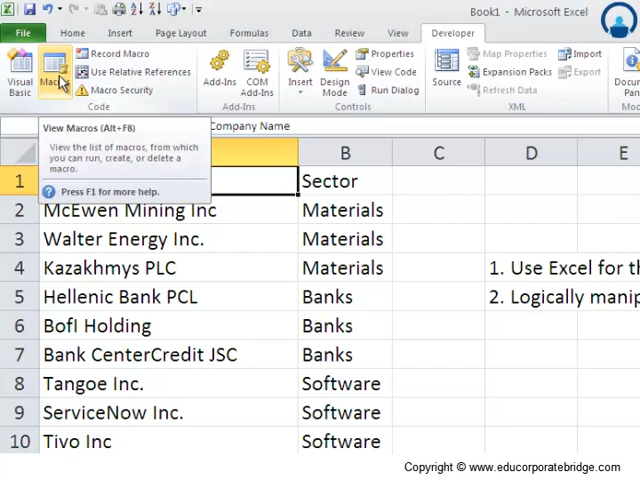 Book1 - Microsoft Excel
File Home Insert Page Layout Formulas Data Review View Developer
Visual Basic
Macros
Record Macro
Use Relative References
Macro Security
Code
Add-Ins
COM Add-Ins
Add-Ins
Insert
Design Mode
Properties
View Code
Run Dialog
Controls
Source
Map Properties
Expansion Packs
Refresh Data
Import
Export
XML
Company Name
View Macros (Alt+F8)
View the list of macros, from which
you can run, create, or delete a
macro.
Press F1 for more help.
B C D E
1 Sector
2 McEwen Mining Inc Materials
3 Walter Energy Inc. Materials
4 Kazakhmys PLC Materials 1. Use Excel for th
5 Hellenic Bank PCL Banks 2. Logically manip
6 BofI Holding Banks
7 Bank CenterCredit JSC Banks
8 Tangoe Inc. Software
9 ServiceNow Inc. Software
10 Tivo Inc Software
Copyright © www.educorporatebridge.com